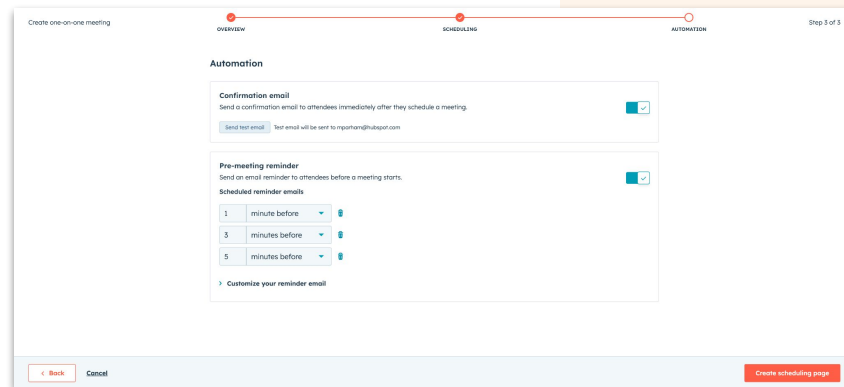 Create one-on-one meeting
OVERVIEW
SCHEDULING
AUTOMATION
Step 3 of 3
Automation
Confirmation email
Send a confirmation email to attendees immediately after they schedule a meeting.
Send test email Test email will be sent to mparham@hubspot.com
Pre-meeting reminder
Send an email reminder to attendees before a meeting starts.
Scheduled reminder emails
1 minute before
3 minutes before
5 minutes before
Customize your reminder email
Back
Cancel
Create scheduling page